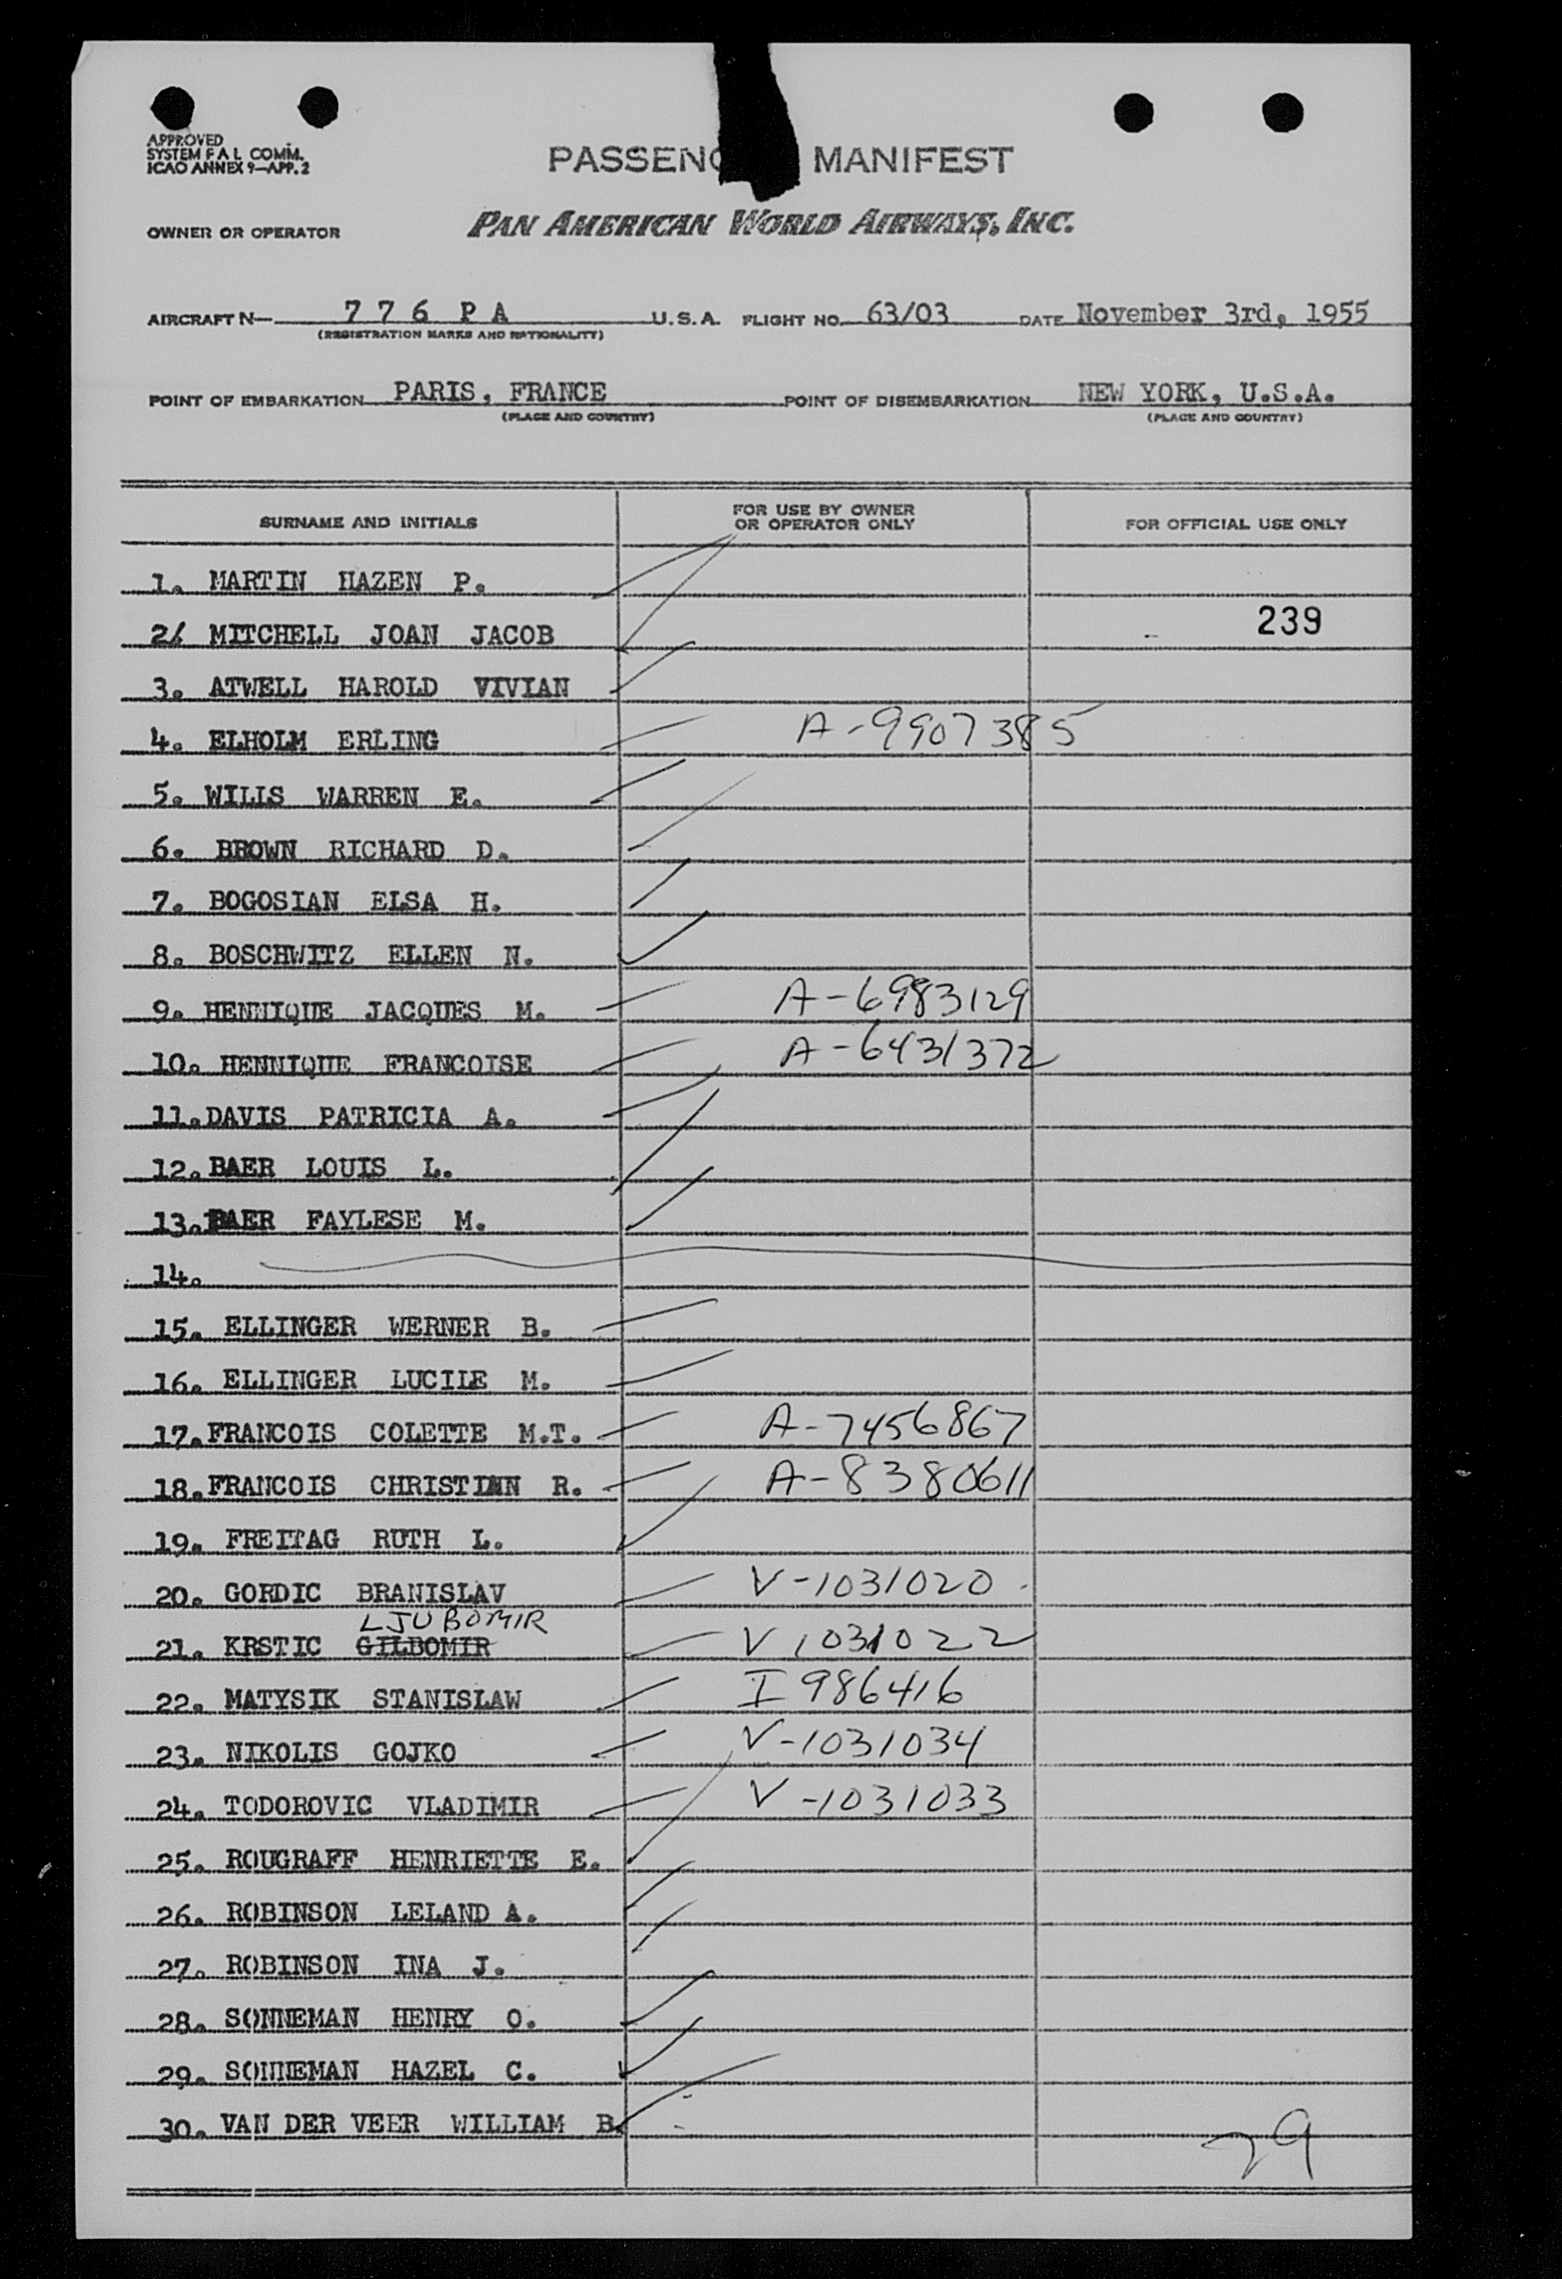 APPROVED
SYSTEM F A L COMM.
ICAO ANNEX 9—APP. 2
PASSENG MANIFEST
OWNER OR OPERATOR PAN AMERICAN WORLD AIRWAYS, INC.
AIRCRAFT N— 7 7 6 P A U.S.A. FLIGHT NO. 63/03 DATE November 3rd, 1955
(REGISTRATION MARKS AND NATIONALITY)
POINT OF EMBARKATION PARIS, FRANCE POINT OF DISEMBARKATION NEW YORK, U.S.A.
(PLACE AND COUNTRY) (PLACE AND COUNTRY)
SURNAME AND INITIALS FOR USE BY OWNER OR OPERATOR ONLY FOR OFFICIAL USE ONLY
1. MARTIN HAZEN P.
2. MITCHELL JOAN JACOB 239
3. ATWELL HAROLD VIVIAN
4. ELHOLM ERLING A-9907385
5. WILLS WARREN E.
6. BROWN RICHARD D.
7. BOGOSIAN ELSA H.
8. BOSCHWITZ ELLEN N.
9. HENNIQUE JACQUES M. A-6983129
10. HENNIQUE FRANCOISE A-6431372
11. DAVIS PATRICIA A.
12. BAER LOUIS L.
13. BAER FAYLESE M.
14.
15. ELLINGER WERNER B.
16. ELLINGER LUCILE M.
17. FRANCOIS COLETTE M.T. A-7456867
18. FRANCOIS CHRISTIAN R. A-8380611
19. FREITAG RUTH L.
20. GORDIC BRANISLAV V-1031020
LJUBOMIR
21. KRSTIC GILBOMIR V1031022
22. MATYSIK STANISLAW I 986416
23. NIKOLIS GOJKO V-1031034
24. TODOROVIC VLADIMIR V-1031033
25. ROUGRAFF HENRIETTE E.
26. ROBINSON LELAND A.
27. ROBINSON INA J.
28. SONNEMAN HENRY O.
29. SONNEMAN HAZEL C.
30. VAN DER VEER WILLIAM B.
29